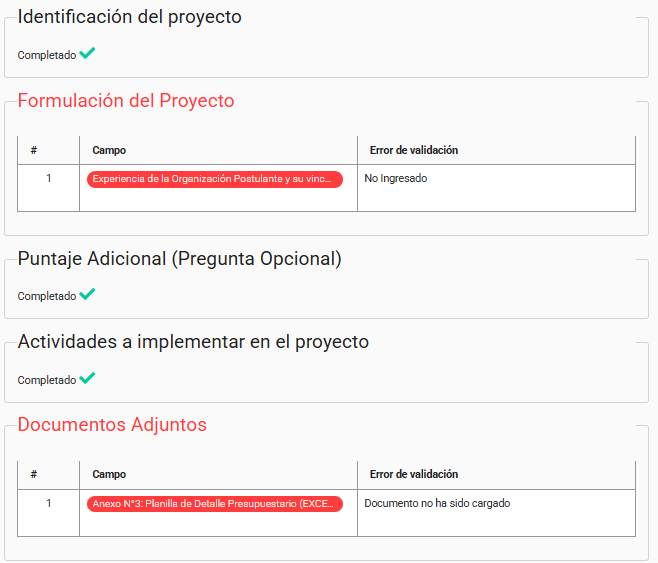 Identificación del proyecto
Completado
Formulación del Proyecto
# Campo Error de validación
1 Experiencia de la Organización Postulante y su vinc... No Ingresado
Puntaje Adicional (Pregunta Opcional)
Completado
Actividades a implementar en el proyecto
Completado
Documentos Adjuntos
# Campo Error de validación
1 Anexo N°3: Planilla de Detalle Presupuestario (EXCE... Documento no ha sido cargado